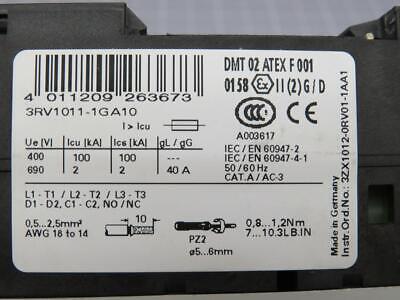 DMT 02 ATEX F 001
0158 Ex II (2) G/D
4 011209 263673
3RV1011-1GA10
I > Icu
CCC
A003617
Ue [V] Icu [kA] Ics [kA] gL / gG
400 100 100 ---
690 2 2 40 A
IEC / EN 60947-2
IEC / EN 60947-4-1
50 / 60 Hz
CAT. A / AC-3
L1 - T1 / L2 - T2 / L3 - T3
D1 - D2, C1 - C2, NO / NC
0,5...2,5mm²
AWG 18 to 14
10
PZ2
ø5...6mm
0,8...1,2Nm
7...10.3LB.IN
Made in Germany
Instr.Ord.No.: 3ZX1012-0RV01-1AA1